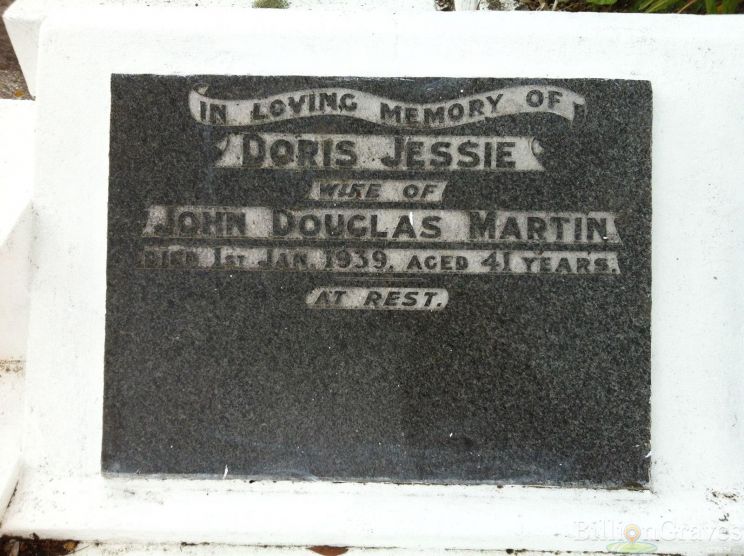 IN LOVING MEMORY OF
DORIS JESSIE
WIFE OF
JOHN DOUGLAS MARTIN
DIED 1ST JAN. 1939. AGED 41 YEARS.
AT REST.
BillionGraves